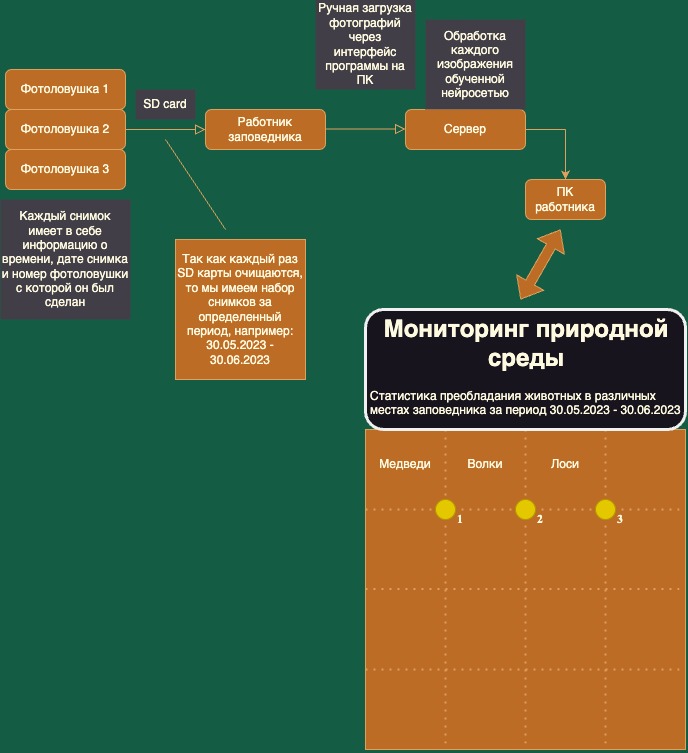 Ручная загрузка
фотографий
через
интерфейс
программы на
ПК
Обработка
каждого
изображения
обученной
нейросетью
Фотоловушка 1
Фотоловушка 2
Фотоловушка 3
SD card
Работник
заповедника
Сервер
ПК
работника
Каждый снимок
имеет в себе
информацию о
времени, дате снимка
и номер фотоловушки
с которой он был
сделан
Так как каждый раз
SD карты очищаются,
то мы имеем набор
снимков за
определенный
период, например:
30.05.2023 -
30.06.2023
Мониторинг природной
среды
Статистика преобладания животных в различных
местах заповедника за период 30.05.2023 - 30.06.2023
Медведи Волки Лоси
1 2 3